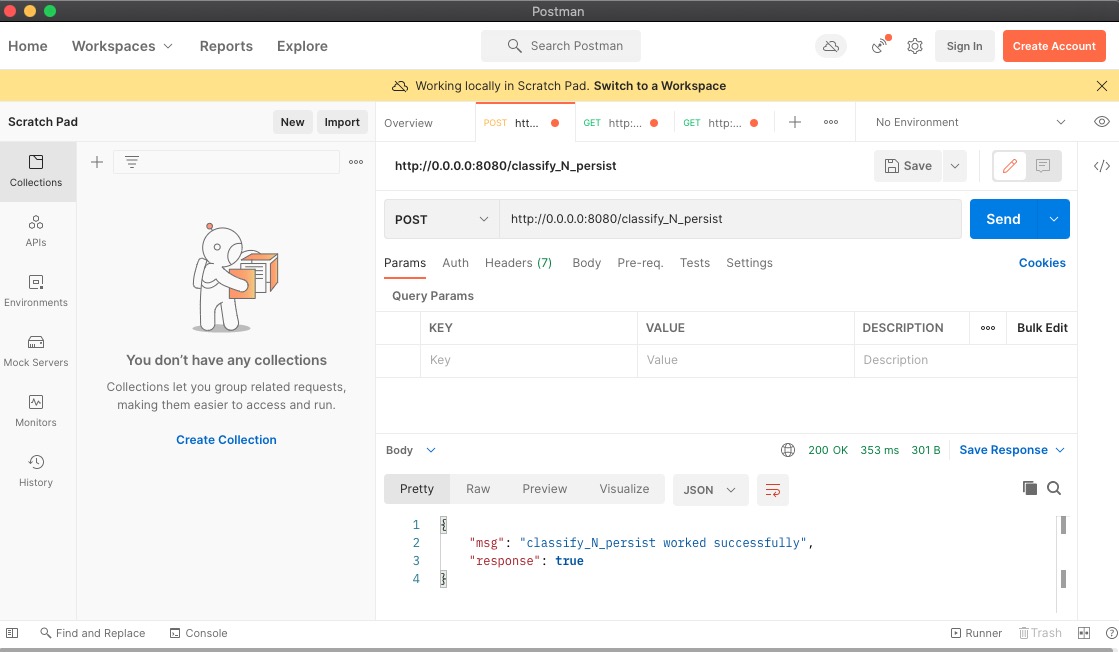 Postman
Home Workspaces Reports Explore Search Postman Sign In Create Account
Working locally in Scratch Pad. Switch to a Workspace
Scratch Pad New Import Overview POST htt... GET http:... GET http:... No Environment
Collections
APIs
Environments
Mock Servers
Monitors
History
You don't have any collections
Collections let you group related requests,
making them easier to access and run.
Create Collection
http://0.0.0.0:8080/classify_N_persist Save
POST http://0.0.0.0:8080/classify_N_persist Send
Params Auth Headers (7) Body Pre-req. Tests Settings Cookies
Query Params
KEY VALUE DESCRIPTION Bulk Edit
Key Value Description
Body 200 OK 353 ms 301 B Save Response
Pretty Raw Preview Visualize JSON
1 {
2 "msg": "classify_N_persist worked successfully",
3 "response": true
4 }
Find and Replace Console Runner Trash